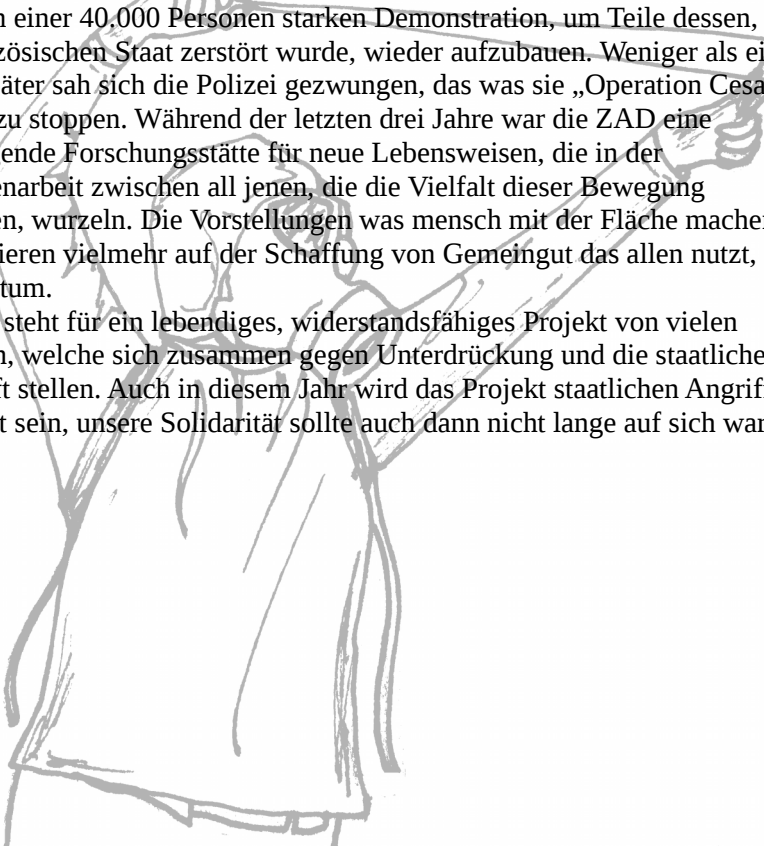 n einer 40,000 Personen starken Demonstration, um Teile dessen,
zösischen Staat zerstört wurde, wieder aufzubauen. Weniger als ei
äter sah sich die Polizei gezwungen, das was sie „Operation Cesa
zu stoppen. Während der letzten drei Jahre war die ZAD eine
gende Forschungsstätte für neue Lebensweisen, die in der
enarbeit zwischen all jenen, die die Vielfalt dieser Bewegung
en, wurzeln. Die Vorstellungen was mensch mit der Fläche machen
ieren vielmehr auf der Schaffung von Gemeingut das allen nutzt,
tum.
steht für ein lebendiges, widerstandsfähiges Projekt von vielen
n, welche sich zusammen gegen Unterdrückung und die staatliche
ft stellen. Auch in diesem Jahr wird das Projekt staatlichen Angriff
t sein, unsere Solidarität sollte auch dann nicht lange auf sich war